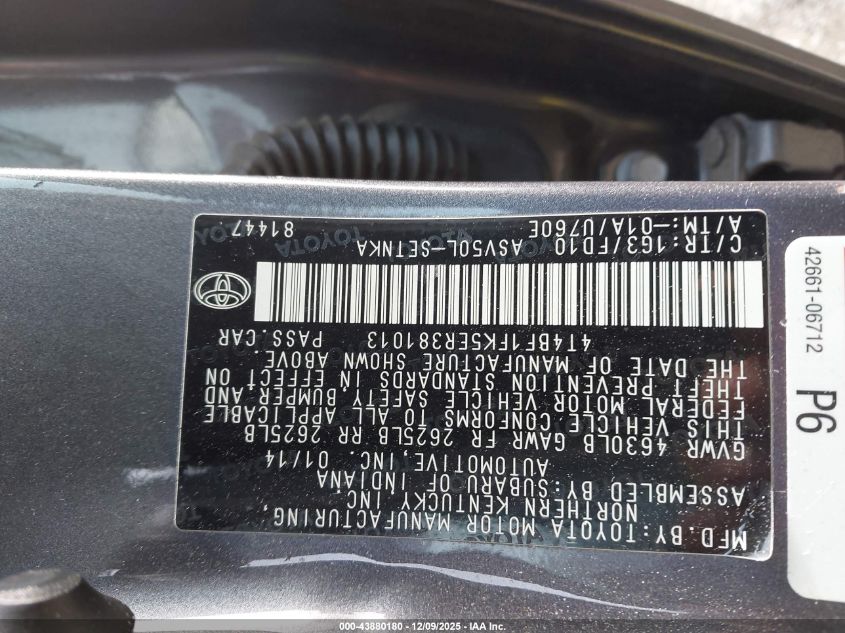 MFD.BY:TOYOTA MOTOR MANUFACTURING,
NORTHERN KENTUCKY,INC.
ASSEMBLED BY:SUBARU OF INDIANA
AUTOMOTIVE,INC. 01/14
GVWR 4630LB GAWR FR 2625LB RR 2625LB
THIS VEHICLE CONFORMS TO ALL APPLICABLE
FEDERAL MOTOR VEHICLE SAFETY,BUMPER,AND
THEFT PREVENTION STANDARDS IN EFFECT ON
THE DATE OF MANUFACTURE SHOWN ABOVE.
4T4BF1FK5ER381013 PASS.CAR
C/TR:1G3/FD10 ASV50L-SETNKA
A/TM:-01A/U760E 81447
42661-06712
P6
000-43880180 - 12/09/2025 - IAA Inc.